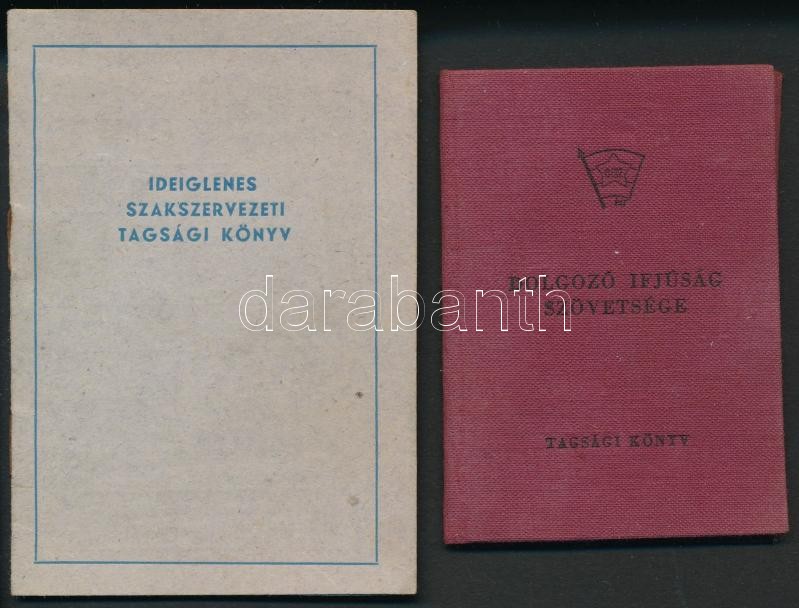 IDEIGLENES
SZAKSZERVEZETI
TAGSÁGI KÖNYV
DOLGOZÓ IFJÚSÁG
SZÖVETSÉGE
TAGSÁGI KÖNYV
darabanth